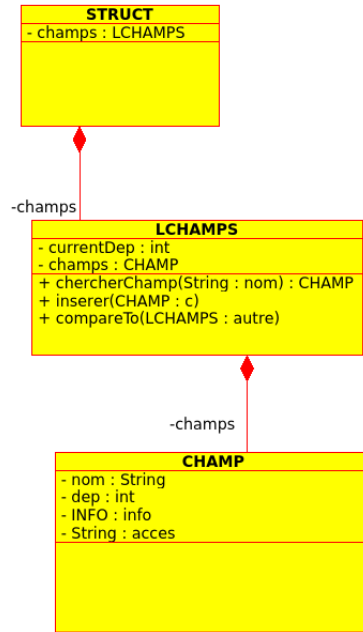 STRUCT
- champs : LCHAMPS
-champs
LCHAMPS
- currentDep : int
- champs : CHAMP
+ chercherChamp(String : nom) : CHAMP
+ inserer(CHAMP : c)
+ compareTo(LCHAMPS : autre)
-champs
CHAMP
- nom : String
- dep : int
- INFO : info
- String : acces